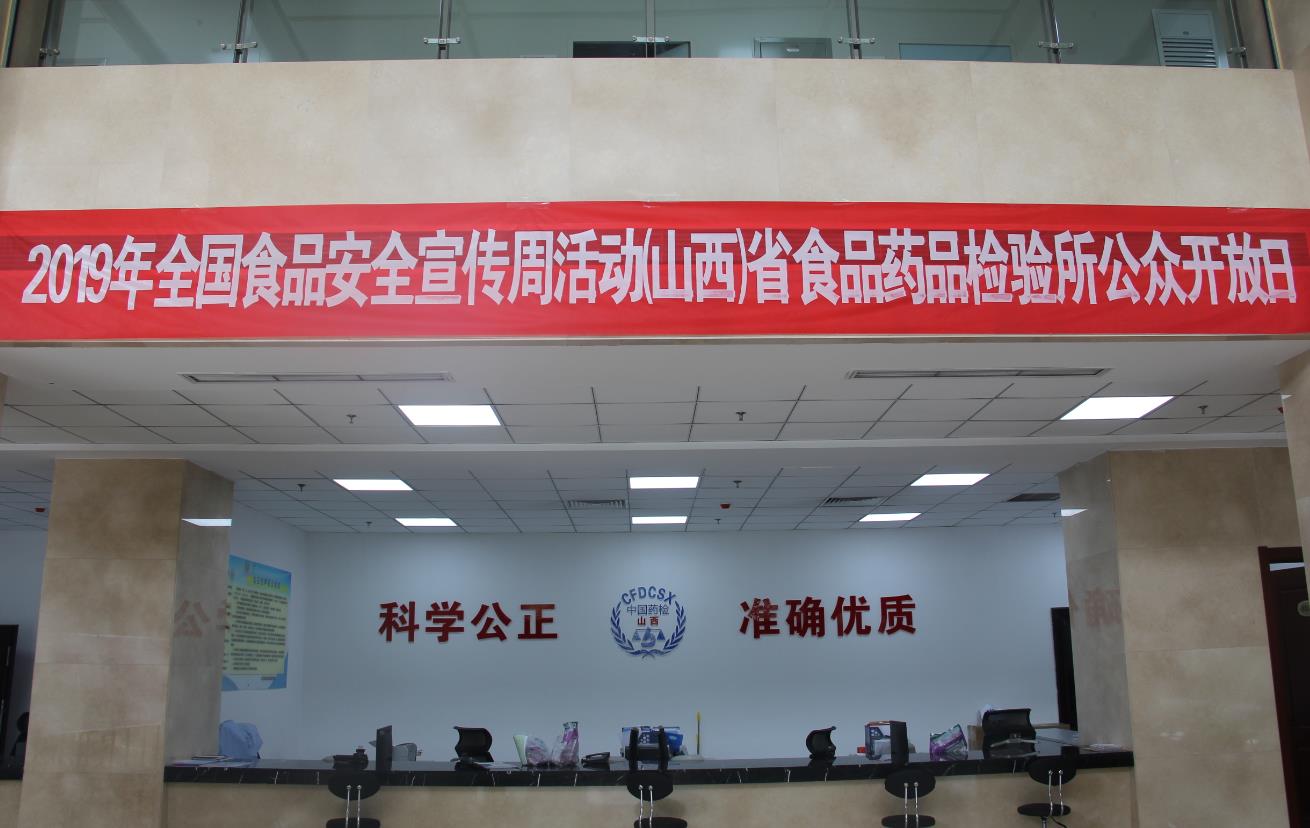 2019年全国食品安全宣传周活动(山西)省食品药品检验所公众开放日
科学公正
CFDCSX
中国药检
山西
准确优质